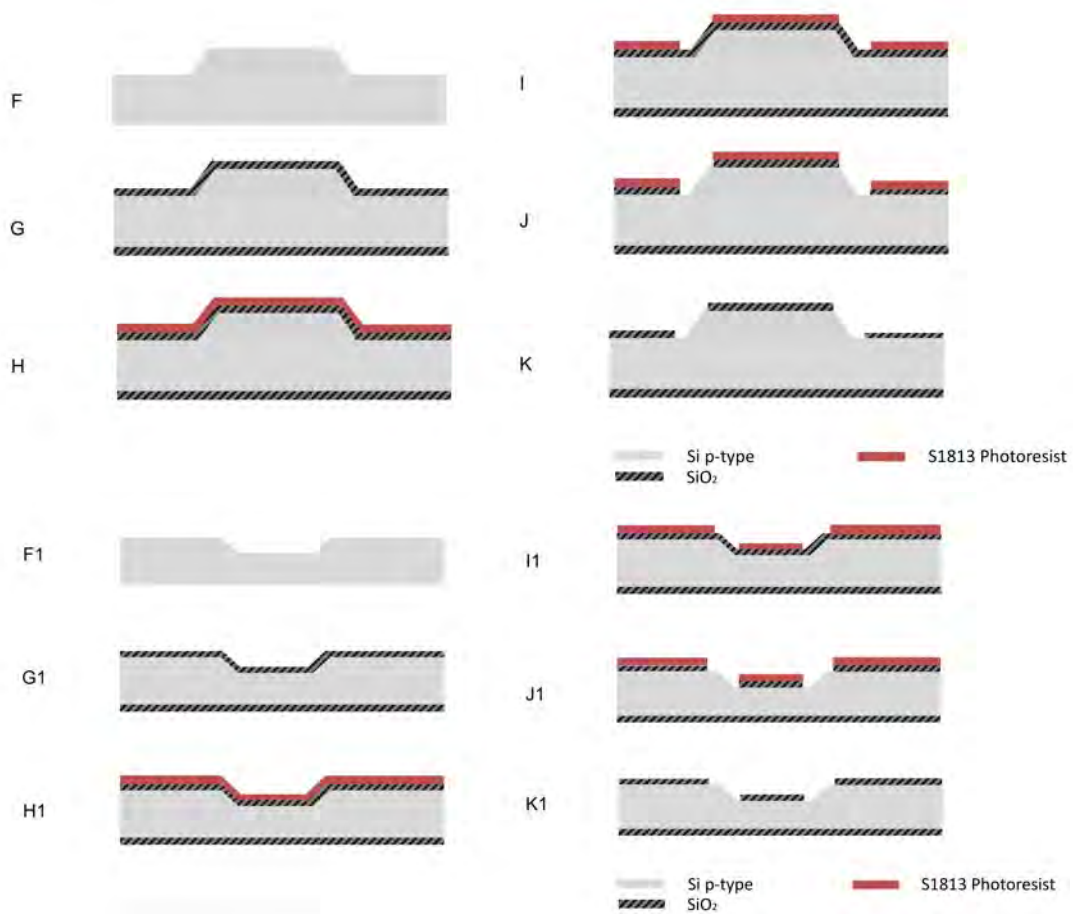 F
G
H
I
J
K
Si p-type
S1813 Photoresist
SiO₂
F1
G1
H1
I1
J1
K1
Si p-type
S1813 Photoresist
SiO₂